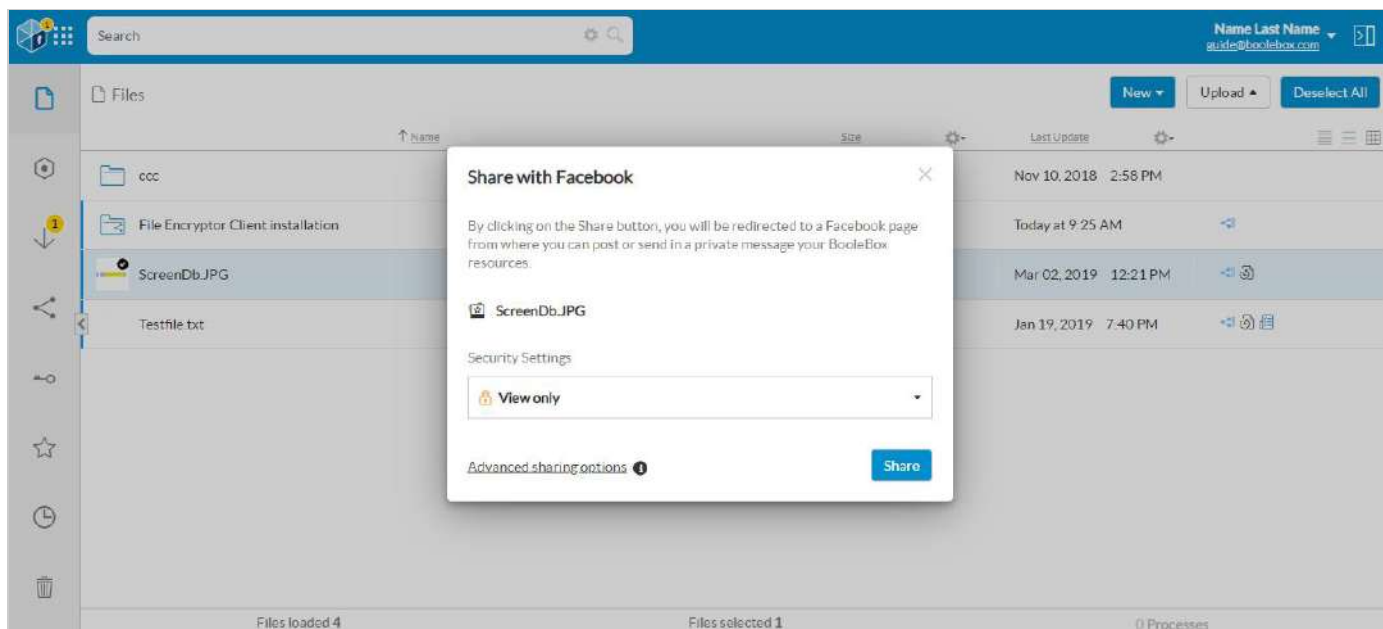 1
Search
Name Last Name
guide@boolebox.com
Files
New
Upload
Deselect All
Name
Size
Last Update
ccc
Nov 10, 2018 2:58 PM
1
File Encryptor Client installation
Today at 9:25 AM
ScreenDb.JPG
Mar 02, 2019 12:21 PM
Testfile.txt
Jan 19, 2019 7:40 PM
Share with Facebook
By clicking on the Share button, you will be redirected to a Facebook page
from where you can post or send in a private message your BooleBox
resources.
ScreenDb.JPG
Security Settings
View only
Advanced sharing options
Share
Files loaded 4
Files selected 1
0 Processes